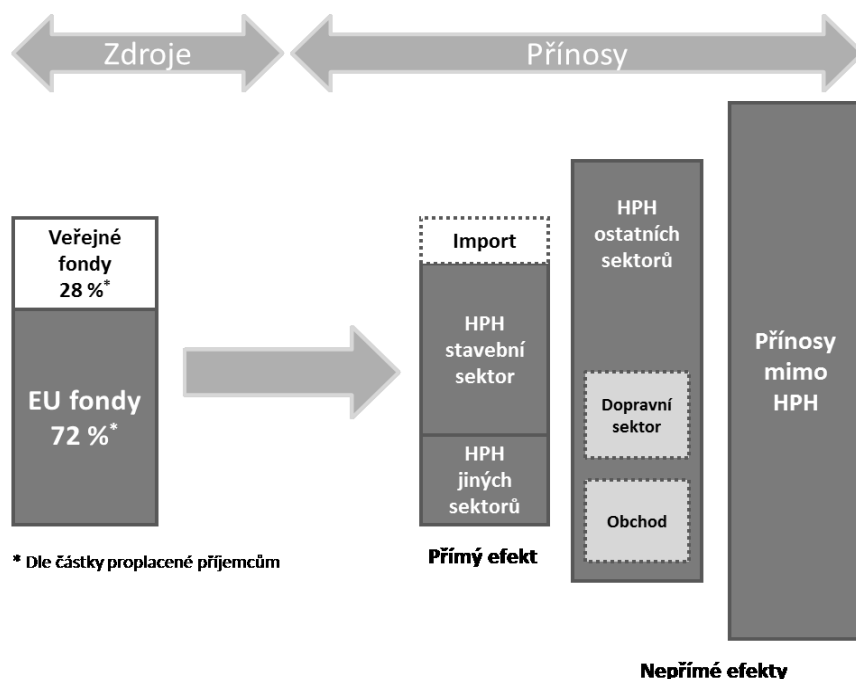 Zdroje
Přínosy
Veřejné
fondy
28 %*
EU fondy
72 %*
* Dle částky proplacené příjemcům
Import
HPH
stavební
sektor
HPH
jiných
sektorů
Přímý efekt
HPH
ostatních
sektorů
Dopravní
sektor
Obchod
Přínosy
mimo
HPH
Nepřímé efekty